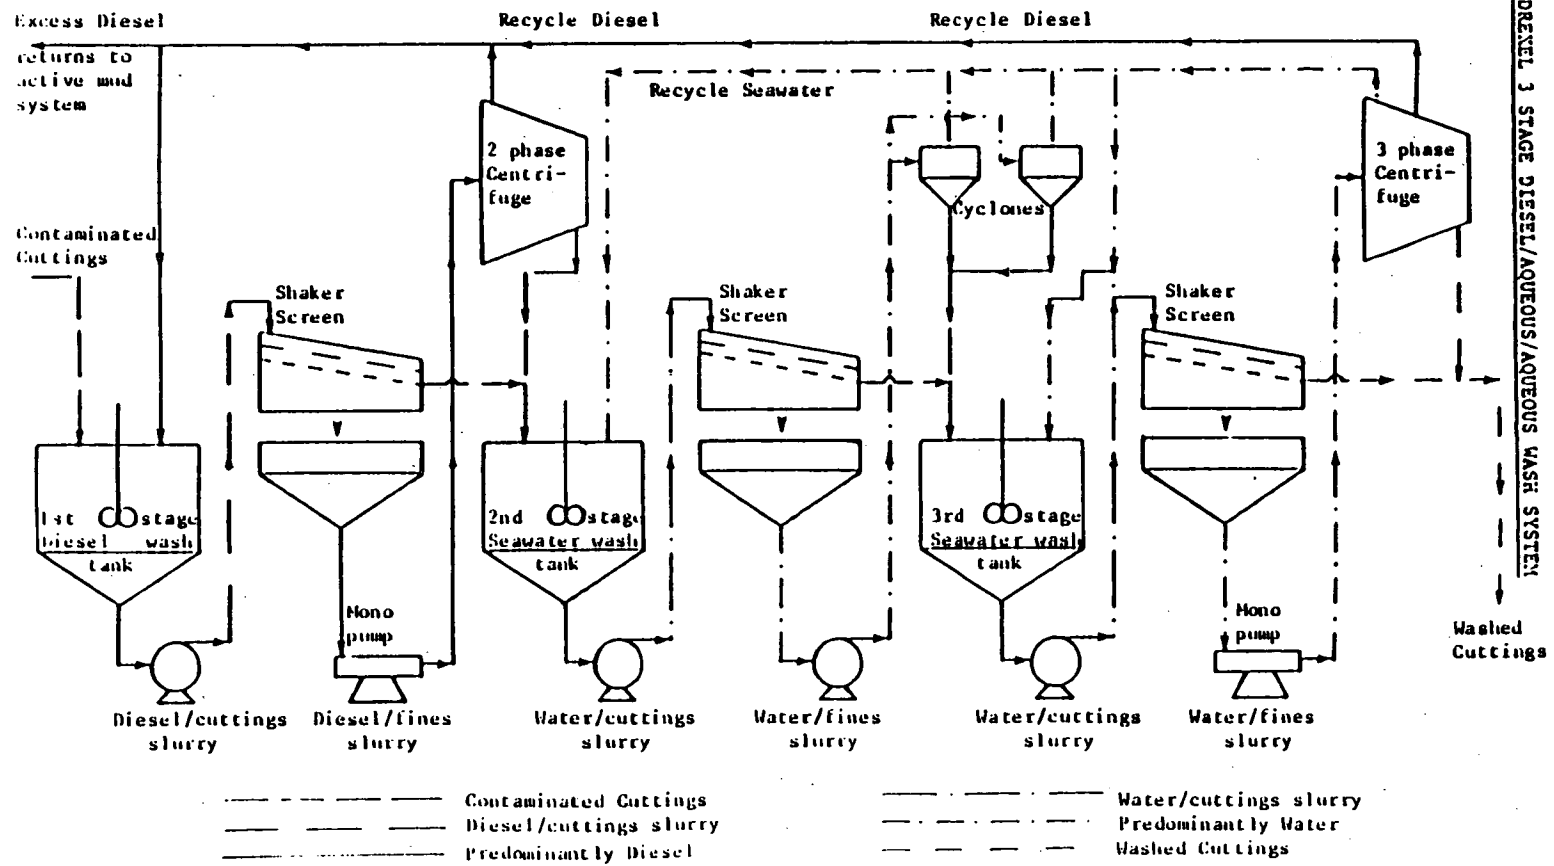 Excess Diesel
returns to
active mud
system
Recycle Diesel
Recycle Diesel
Recycle Seawater
2 phase
Centri-
fuge
3 phase
Centri-
fuge
Cyclones
Contaminated
Cuttings
Shaker
Screen
Shaker
Screen
Shaker
Screen
1st stage
Diesel wash
tank
2nd stage
Seawater wash
tank
3rd stage
Seawater wash
tank
Mono
pump
Mono
pump
Washed
Cuttings
Diesel/cuttings
slurry
Diesel/fines
slurry
Water/cuttings
slurry
Water/fines
slurry
Water/cuttings
slurry
Water/fines
slurry
Contaminated Cuttings
Diesel/cuttings slurry
Predominantly Diesel
Water/cuttings slurry
Predominantly Water
Washed Cuttings
DREXEL 3 STAGE DIESEL/AQUEOUS/AQUEOUS WASH SYSTEM